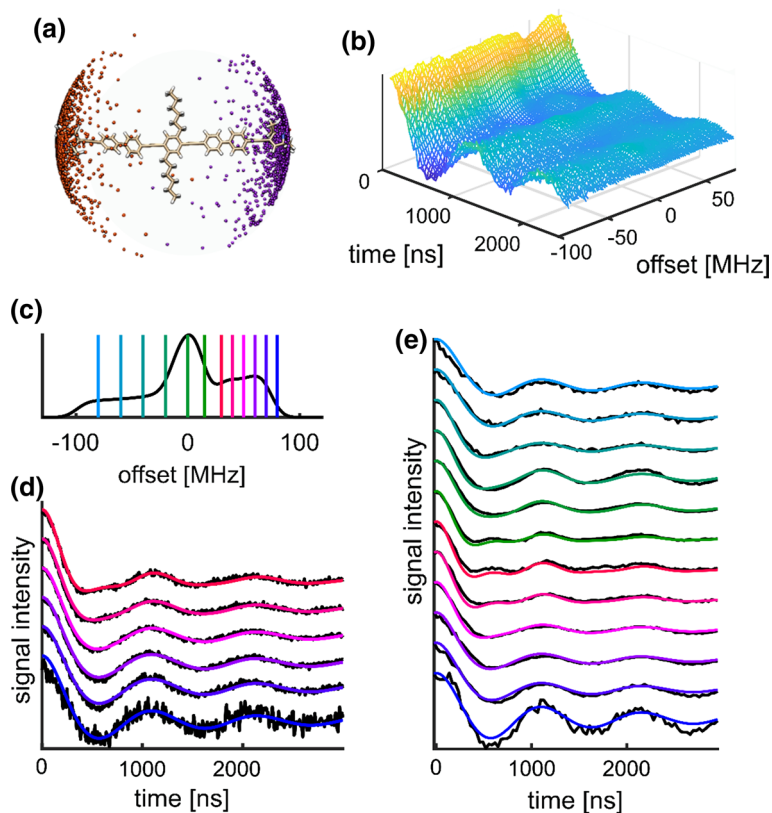 (a)
(b)
0
1000
2000
time [ns]
-100
-50
0
50
offset [MHz]
(c)
-100
0
100
offset [MHz]
(d)
signal intensity
0
1000
2000
time [ns]
(e)
signal intensity
0
1000
2000
time [ns]